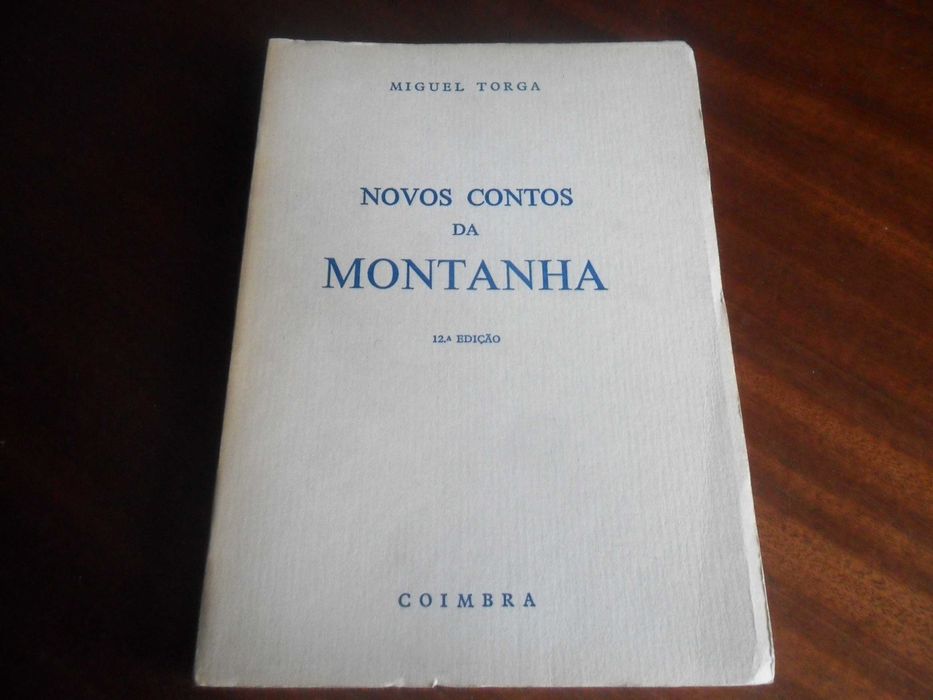 MIGUEL TORGA
NOVOS CONTOS
DA
MONTANHA
12.ª EDIÇÃO
COIMBRA